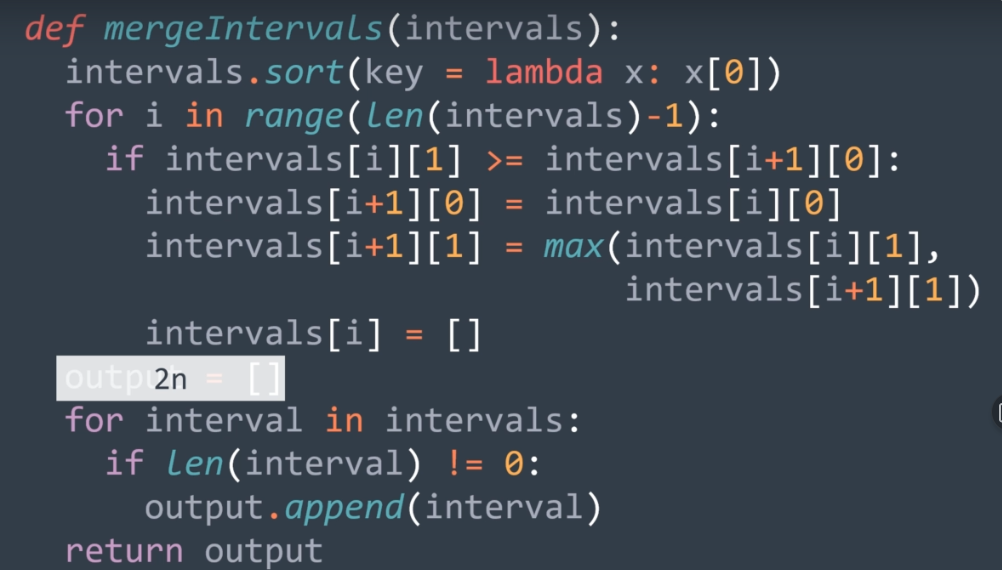 def mergeIntervals(intervals):
  intervals.sort(key = lambda x: x[0])
  for i in range(len(intervals)-1):
    if intervals[i][1] >= intervals[i+1][0]:
      intervals[i+1][0] = intervals[i][0]
      intervals[i+1][1] = max(intervals[i][1],
                              intervals[i+1][1])
      intervals[i] = []
  output = []
2n
  for interval in intervals:
    if len(interval) != 0:
      output.append(interval)
  return output